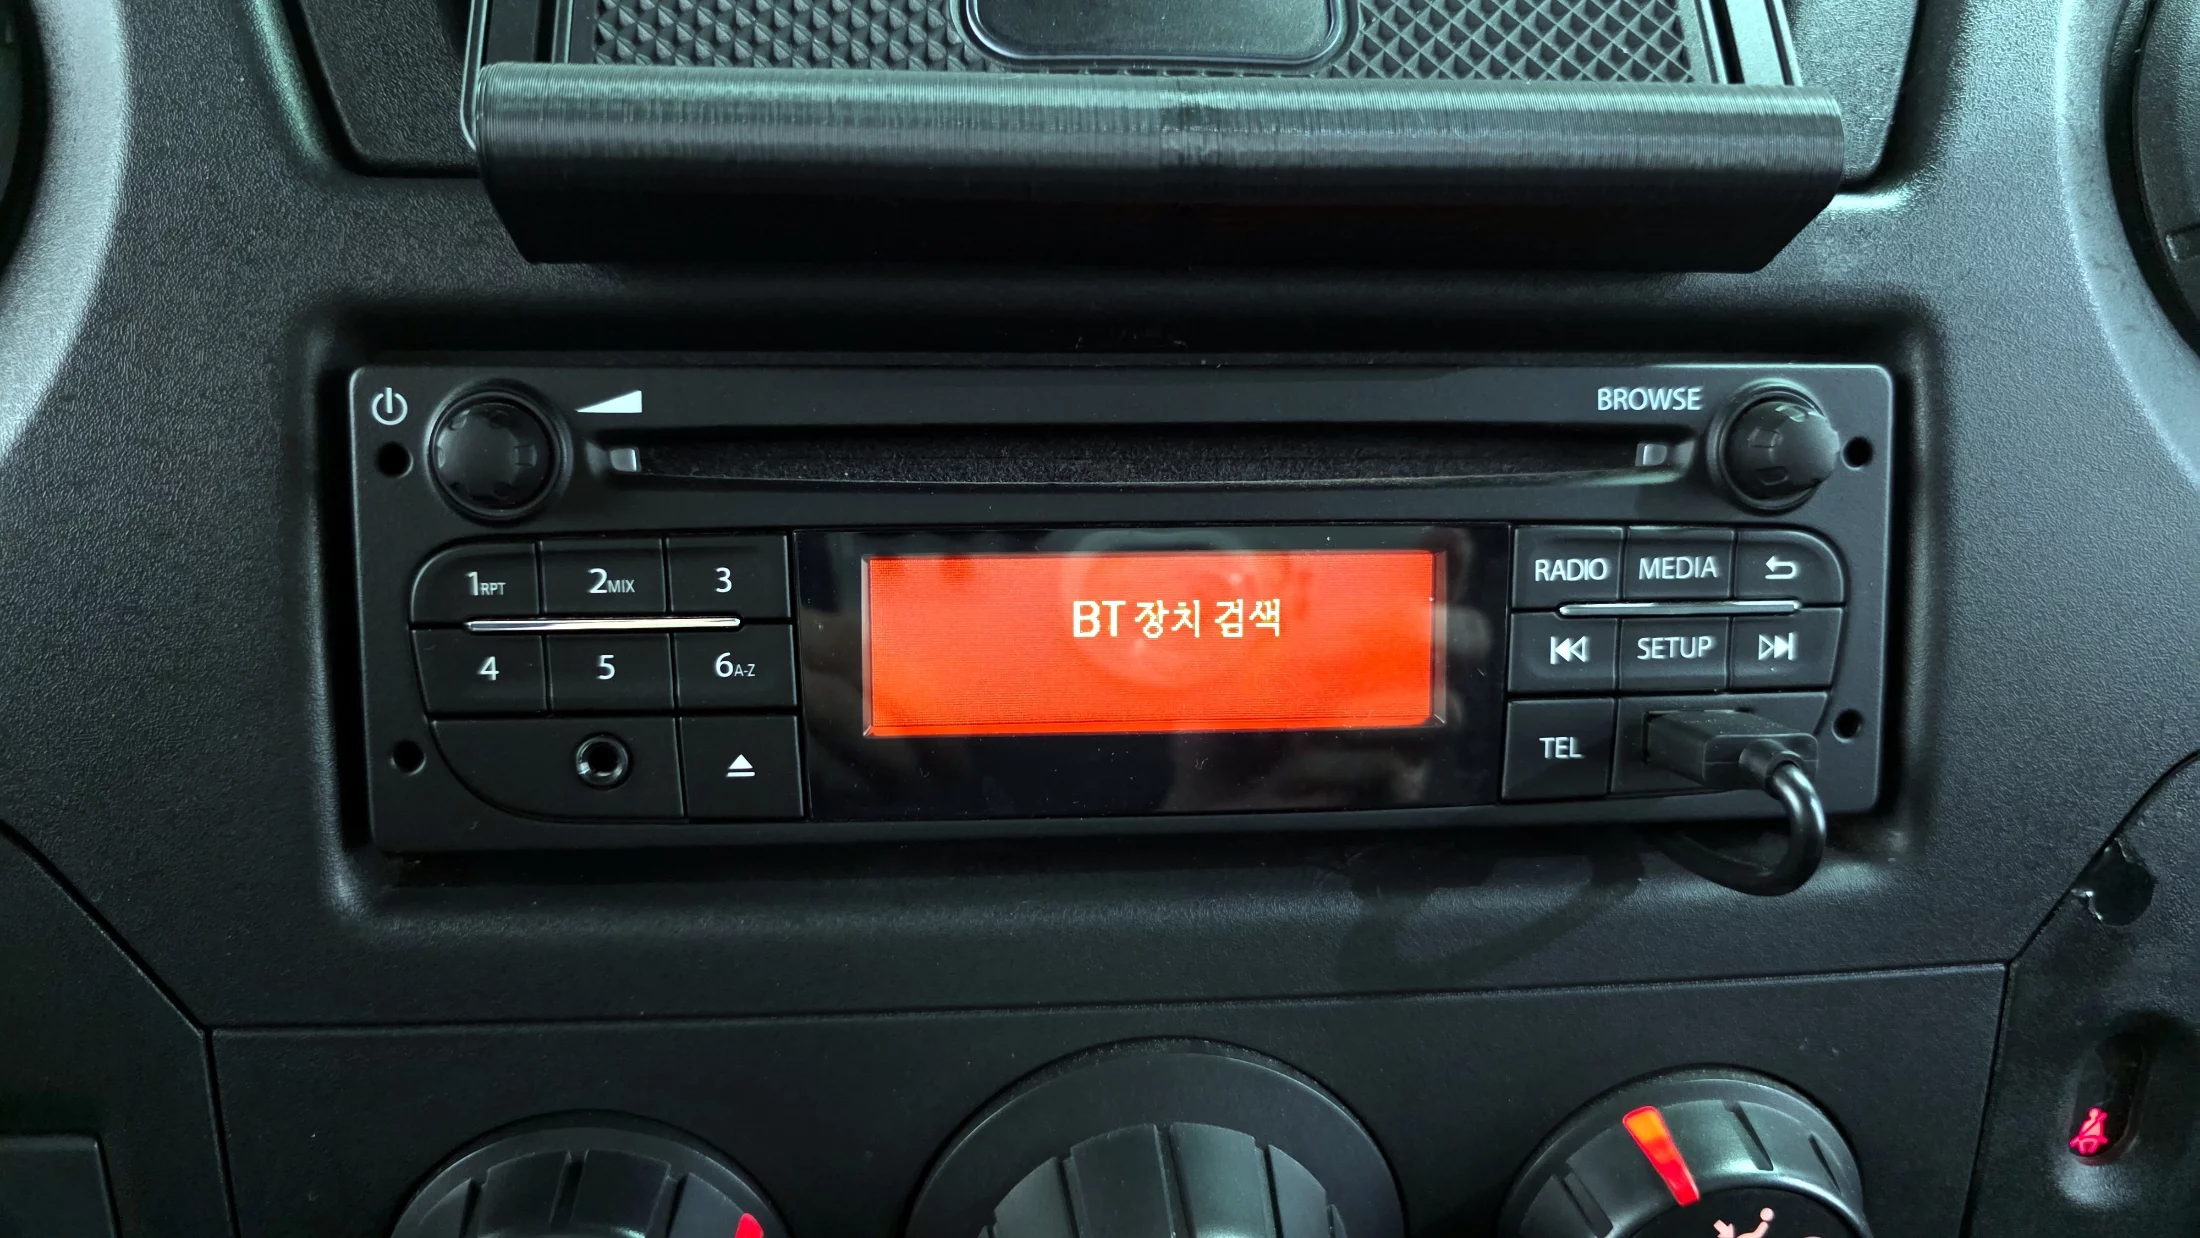 BROWSE
1RPT
2MIX
3
BT 장치 검색
RADIO
MEDIA
4
5
6A-Z
SETUP
TEL